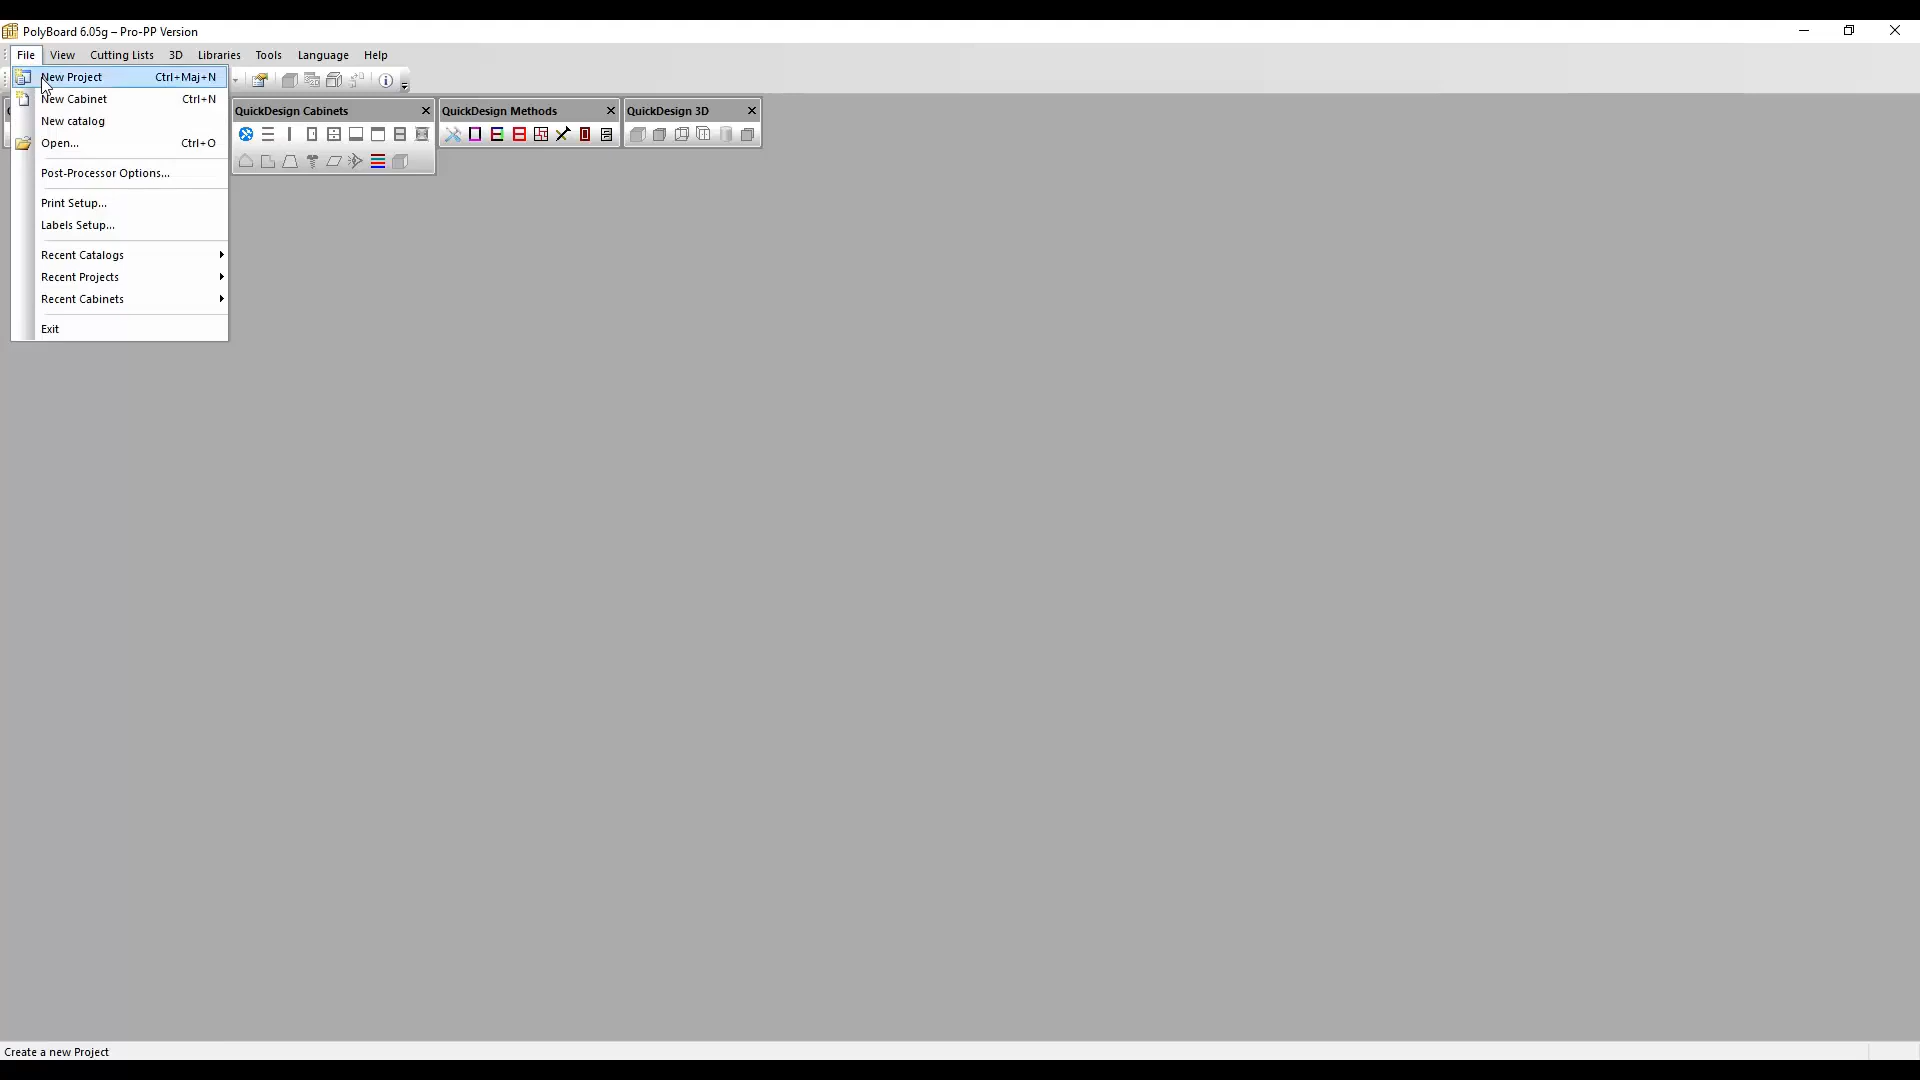 PolyBoard 6.05g – Pro-PP Version
File View Cutting Lists 3D Libraries Tools Language Help
New Project Ctrl+Maj+N
New Cabinet Ctrl+N
New catalog
Open... Ctrl+O
Post-Processor Options...
Print Setup...
Labels Setup...
Recent Catalogs
Recent Projects
Recent Cabinets
Exit
QuickDesign Cabinets
QuickDesign Methods
QuickDesign 3D
Create a new Project